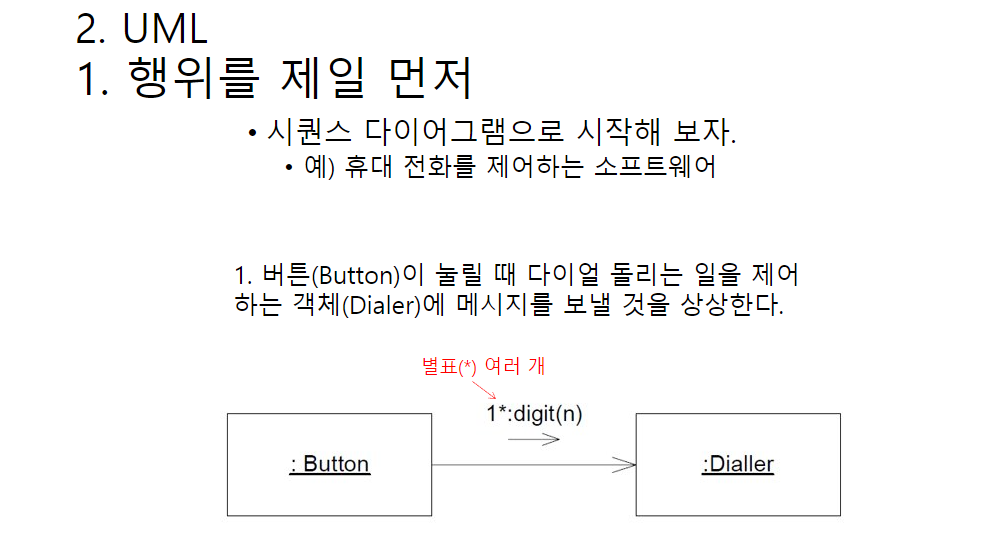 2. UML
1. 행위를 제일 먼저
• 시퀀스 다이어그램으로 시작해 보자.
• 예) 휴대 전화를 제어하는 소프트웨어
1. 버튼(Button)이 눌릴 때 다이얼 돌리는 일을 제어
하는 객체(Dialer)에 메시지를 보낼 것을 상상한다.
별표(*) 여러 개
1*:digit(n)
: Button
:Dialler